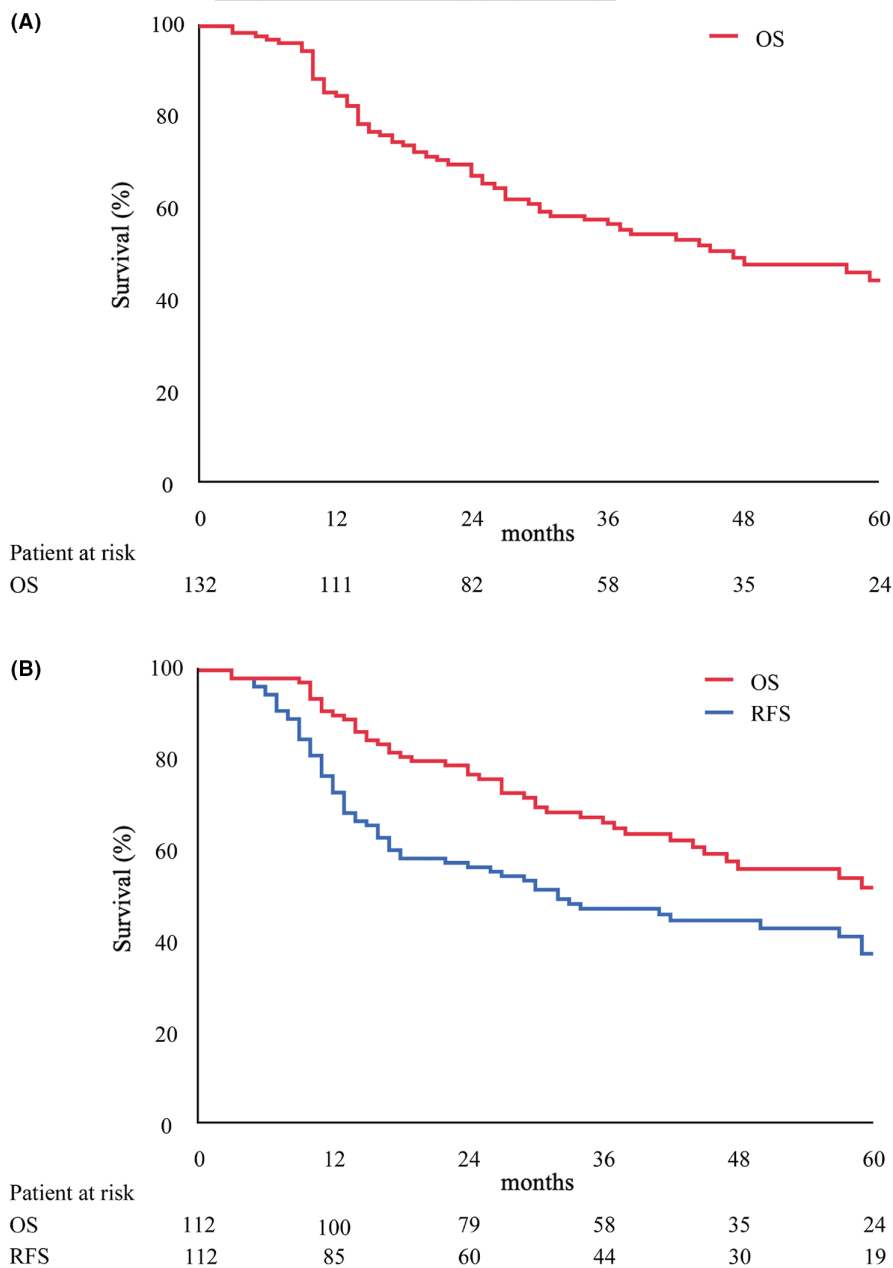 (A)
100
OS
80
60
Survival (%)
40
20
0
0 12 24 36 48 60
months
Patient at risk
OS 132 111 82 58 35 24
(B)
100
OS
RFS
80
60
Survival (%)
40
20
0
0 12 24 36 48 60
months
Patient at risk
OS 112 100 79 58 35 24
RFS 112 85 60 44 30 19